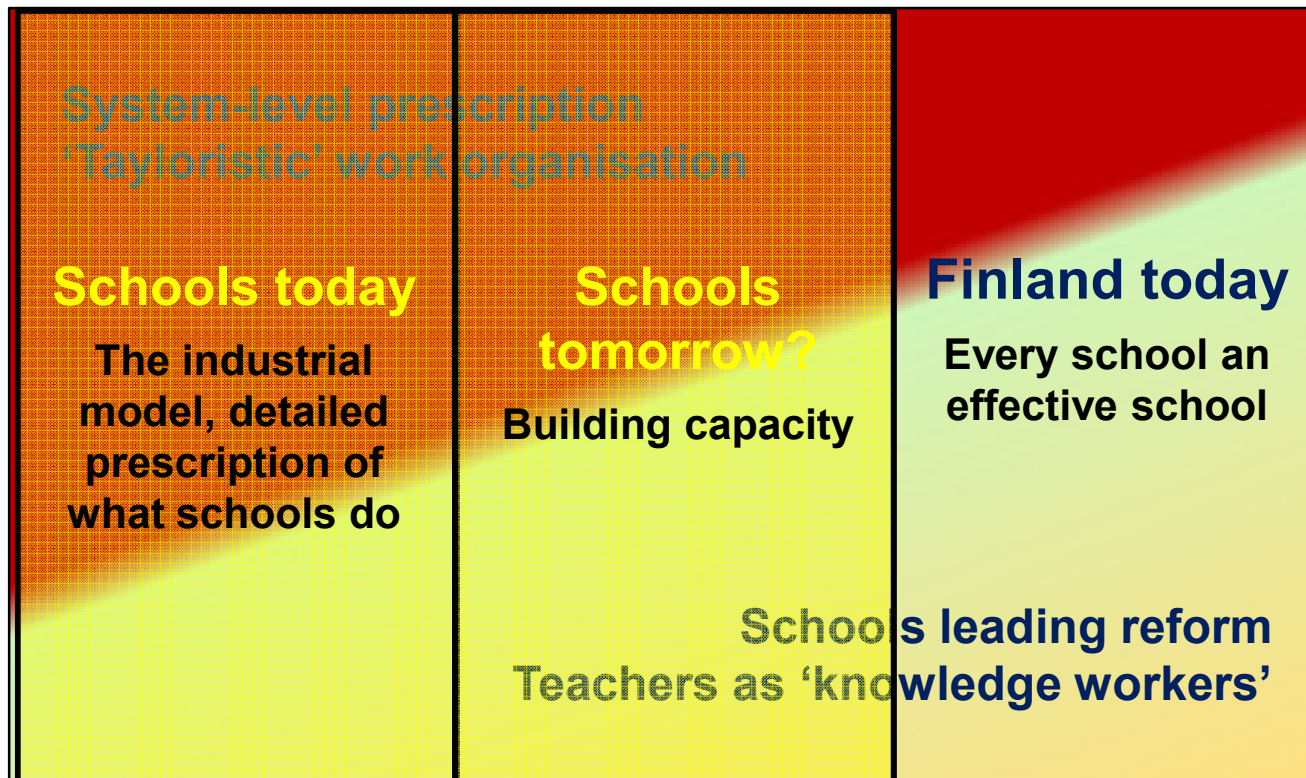 System-level prescription
‘Tayloristic’ work organisation
Schools today
The industrial
model, detailed
prescription of
what schools do
Schools
tomorrow?
Building capacity
Finland today
Every school an
effective school
Schools leading reform
Teachers as ‘knowledge workers’